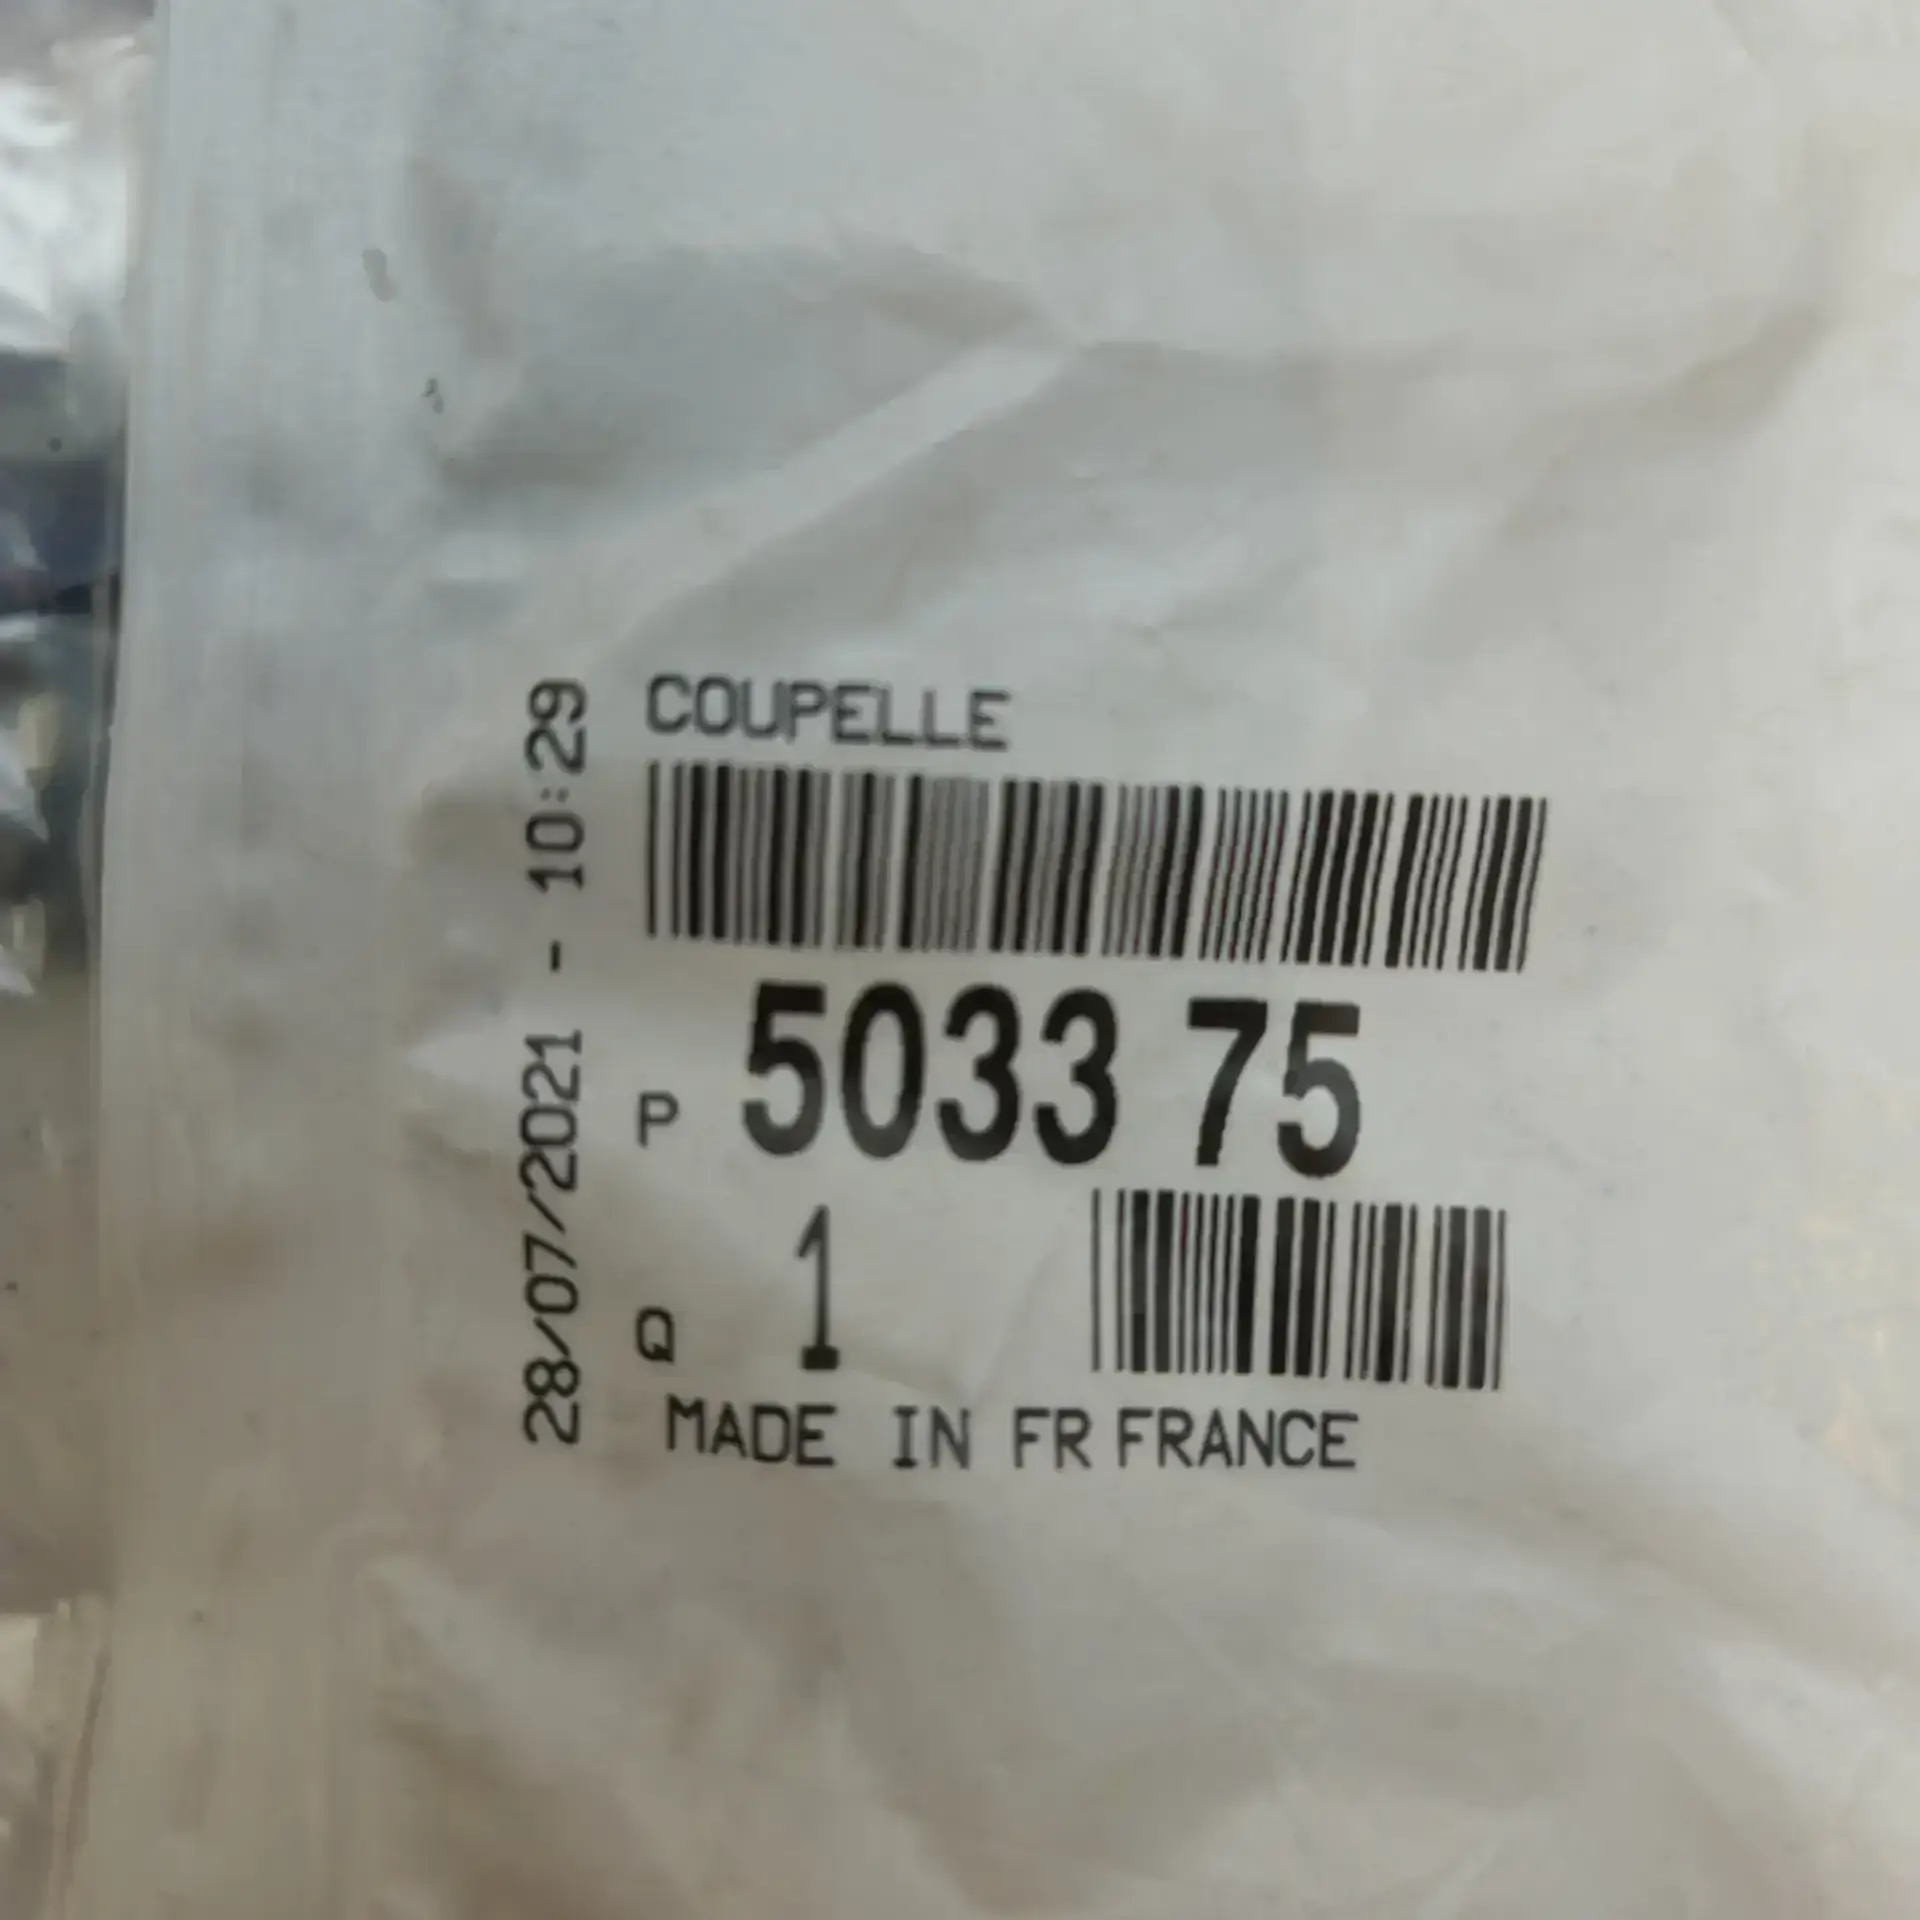 COUPELLE
P 5033 75
Q 1
MADE IN FR FRANCE
28/07/2021 - 10:29